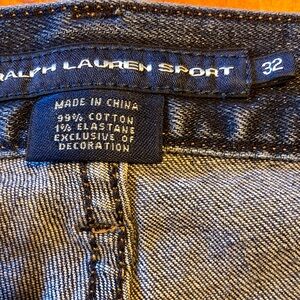 RALPH LAUREN SPORT 32
MADE IN CHINA
99% COTTON
1% ELASTANE
EXCLUSIVE OF
DECORATION